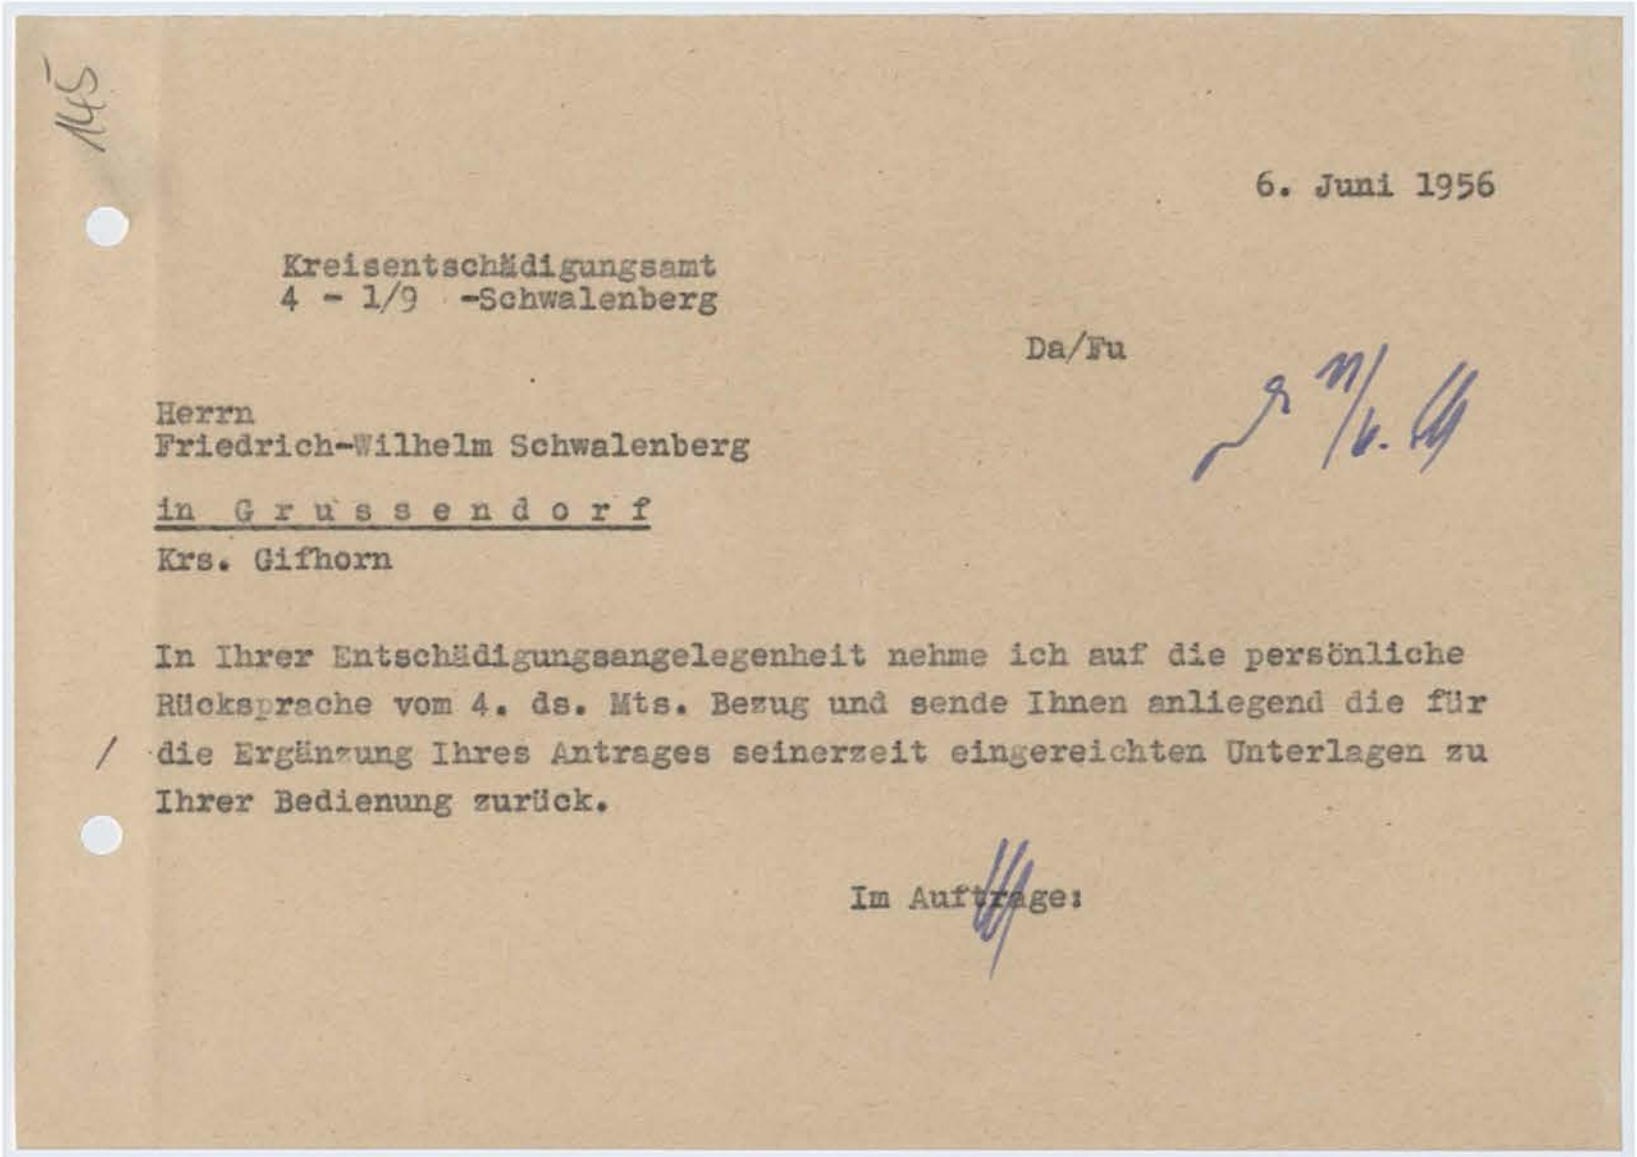 145
6. Juni 1956
Kreisentschädigungsamt
4 - 1/9 -Schwalenberg
Da/Fu
Herrn
Friedrich-Wilhelm Schwalenberg
in Grussendorf
Krs. Gifhorn
In Ihrer Entschädigungsangelegenheit nehme ich auf die persönliche
Rücksprache vom 4. ds. Mts. Bezug und sende Ihnen anliegend die für
/ die Ergänzung Ihres Antrages seinerzeit eingereichten Unterlagen zu
Ihrer Bedienung zurück.
Im Auftrage: